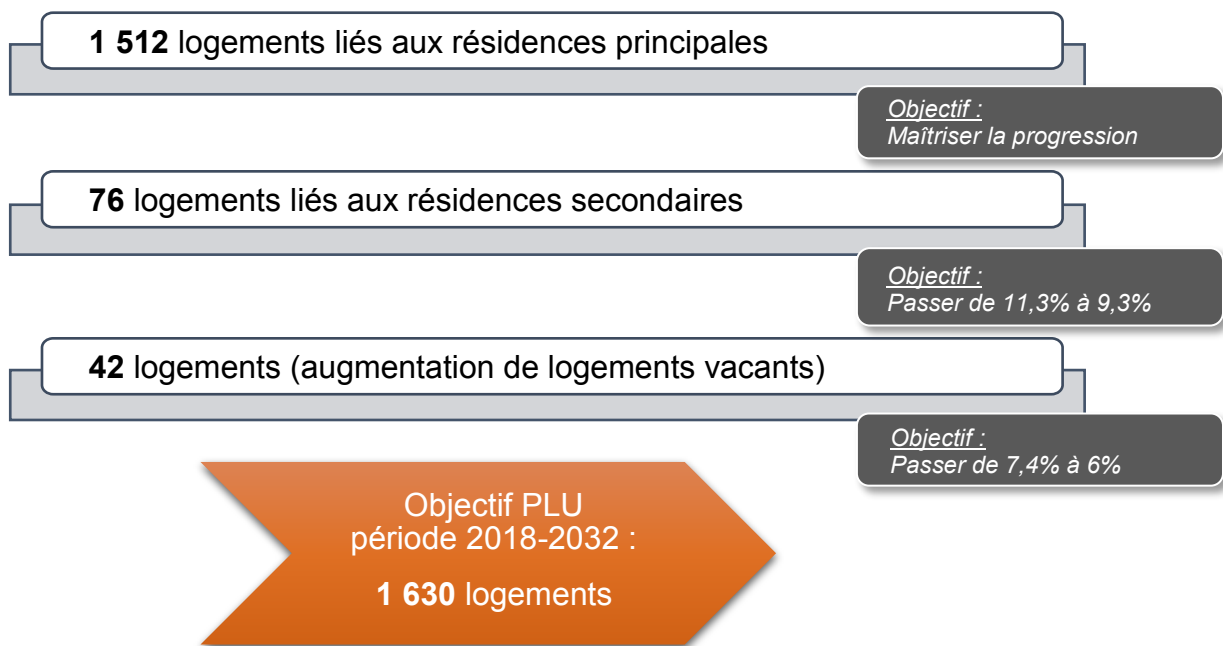 1 512 logements liés aux résidences principales
Objectif :
Maîtriser la progression
76 logements liés aux résidences secondaires
Objectif :
Passer de 11,3% à 9,3%
42 logements (augmentation de logements vacants)
Objectif :
Passer de 7,4% à 6%
Objectif PLU
période 2018-2032 :
1 630 logements